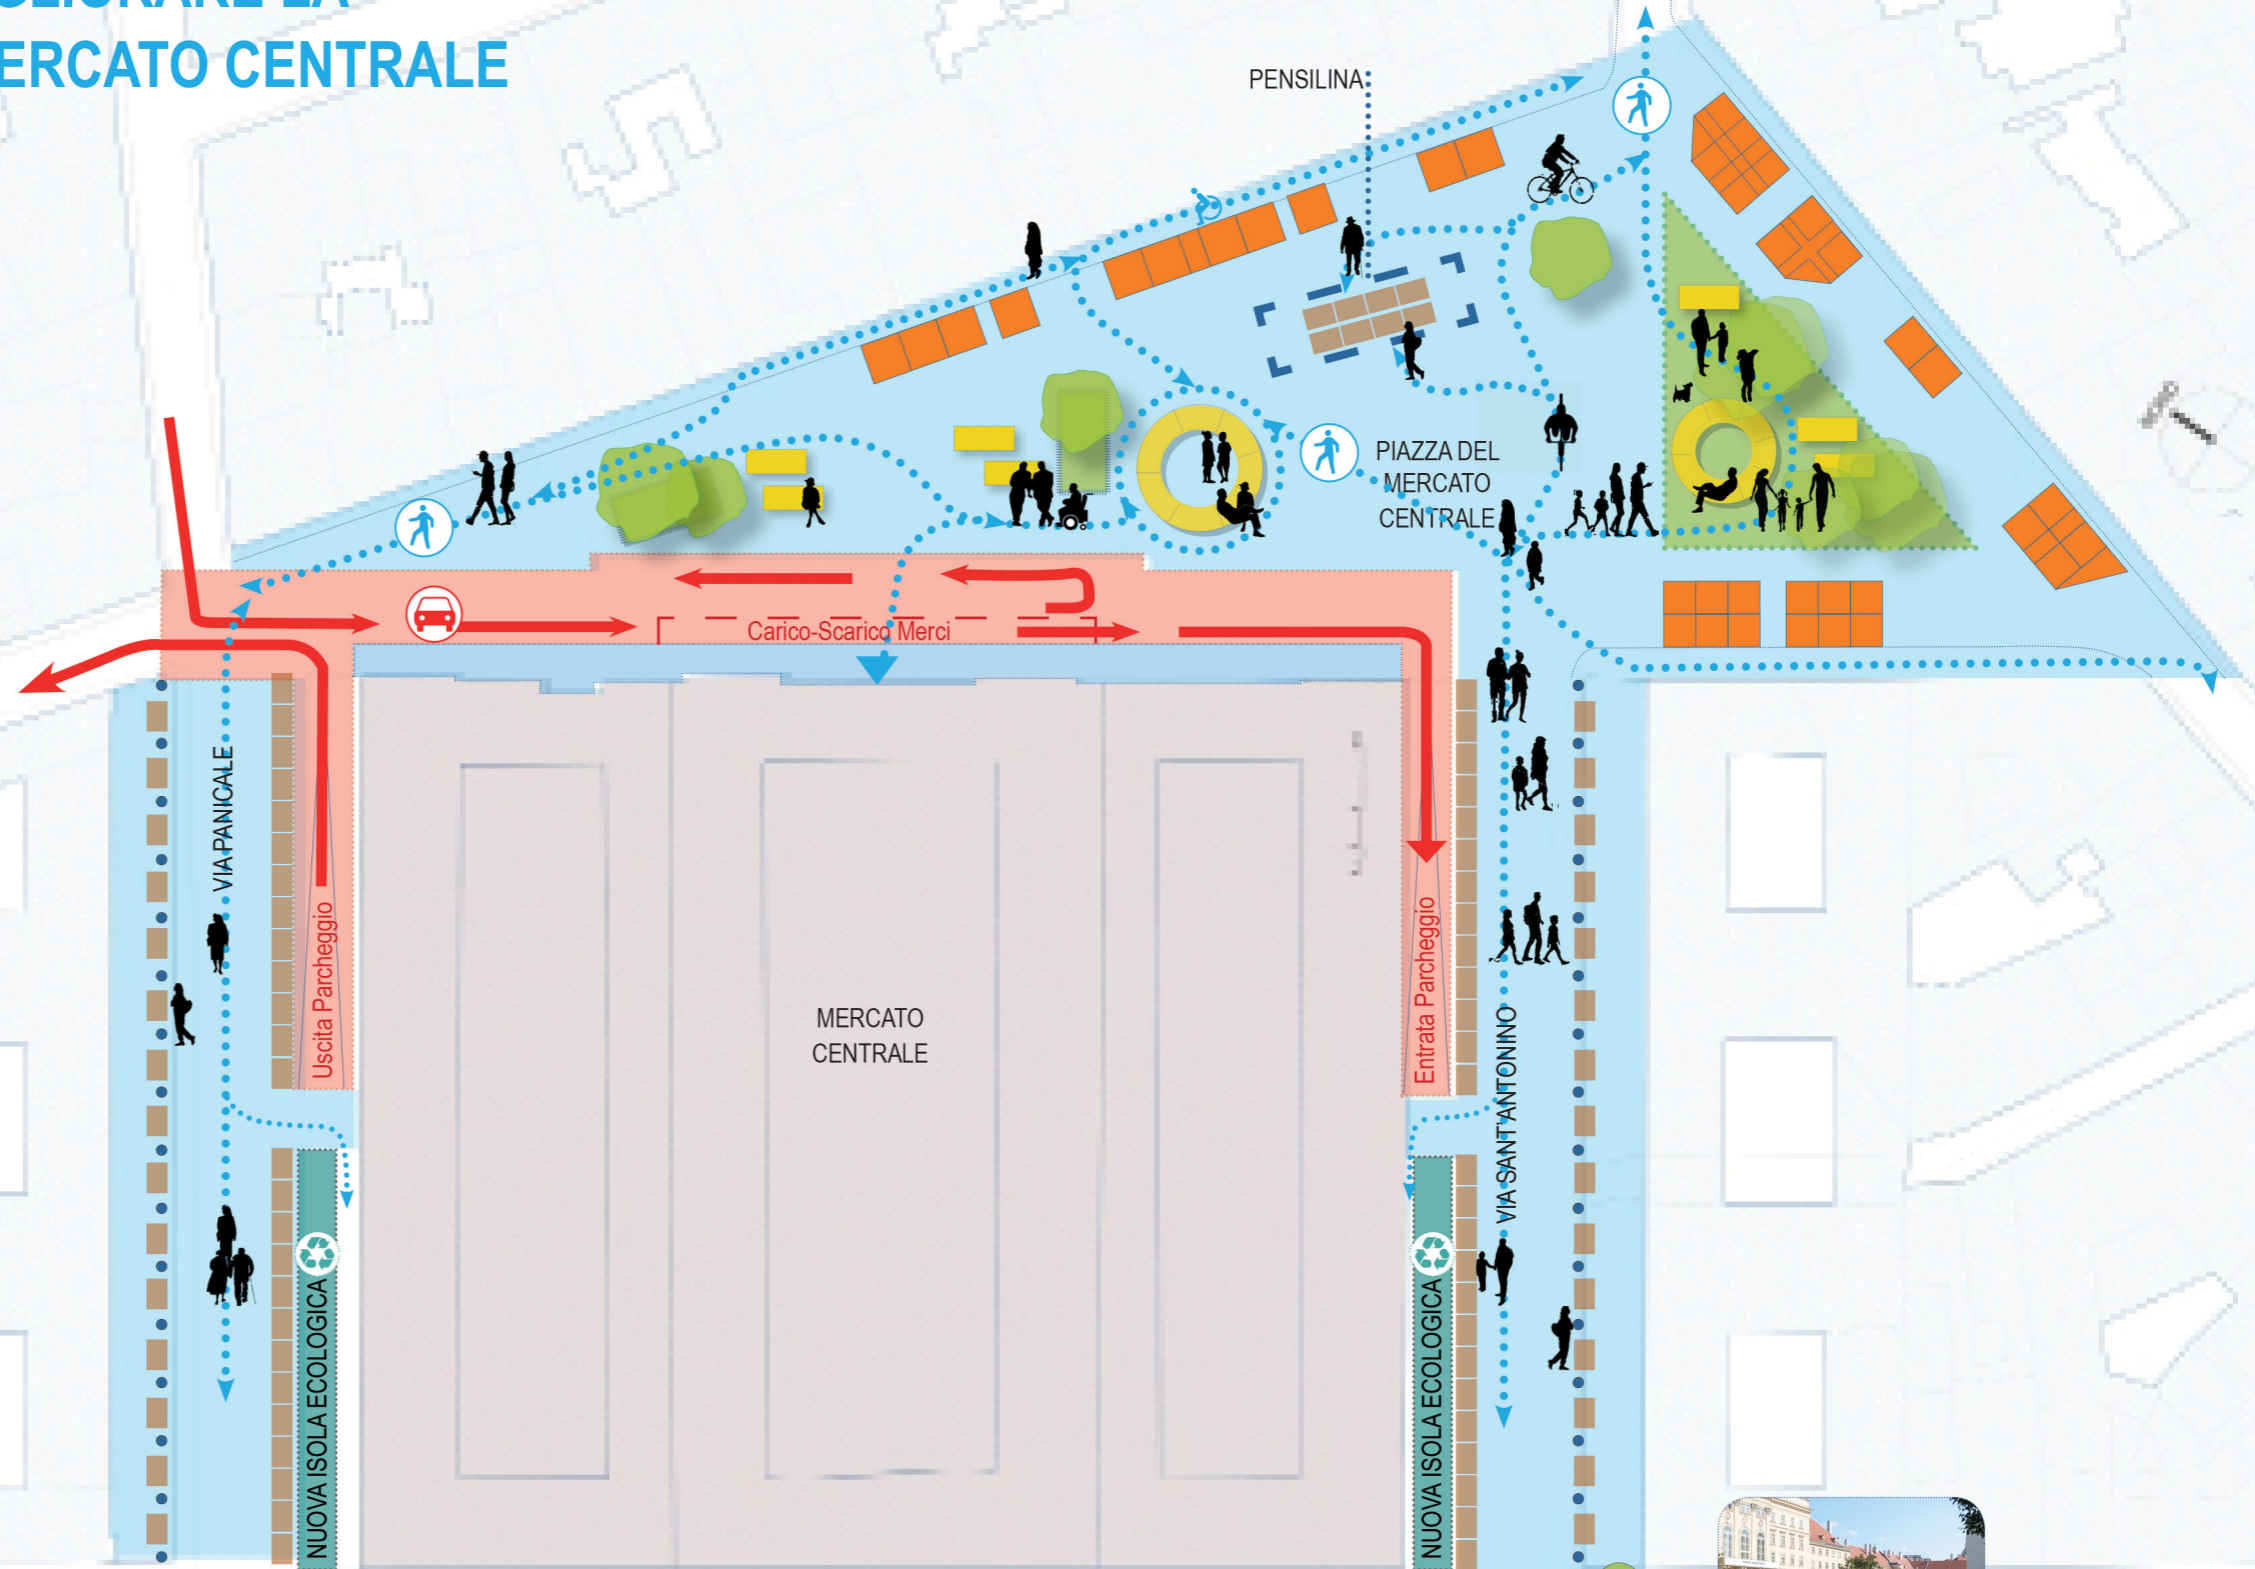 ERCATO CENTRALE
PENSILINA
PIAZZA DEL
MERCATO
CENTRALE
Carico-Scarico Merci
VIA PANICALE
Uscita Parcheggio
Entrata Parcheggio
MERCATO
CENTRALE
VIA SANT'ANTONINO
NUOVA ISOLA ECOLOGICA
NUOVA ISOLA ECOLOGICA